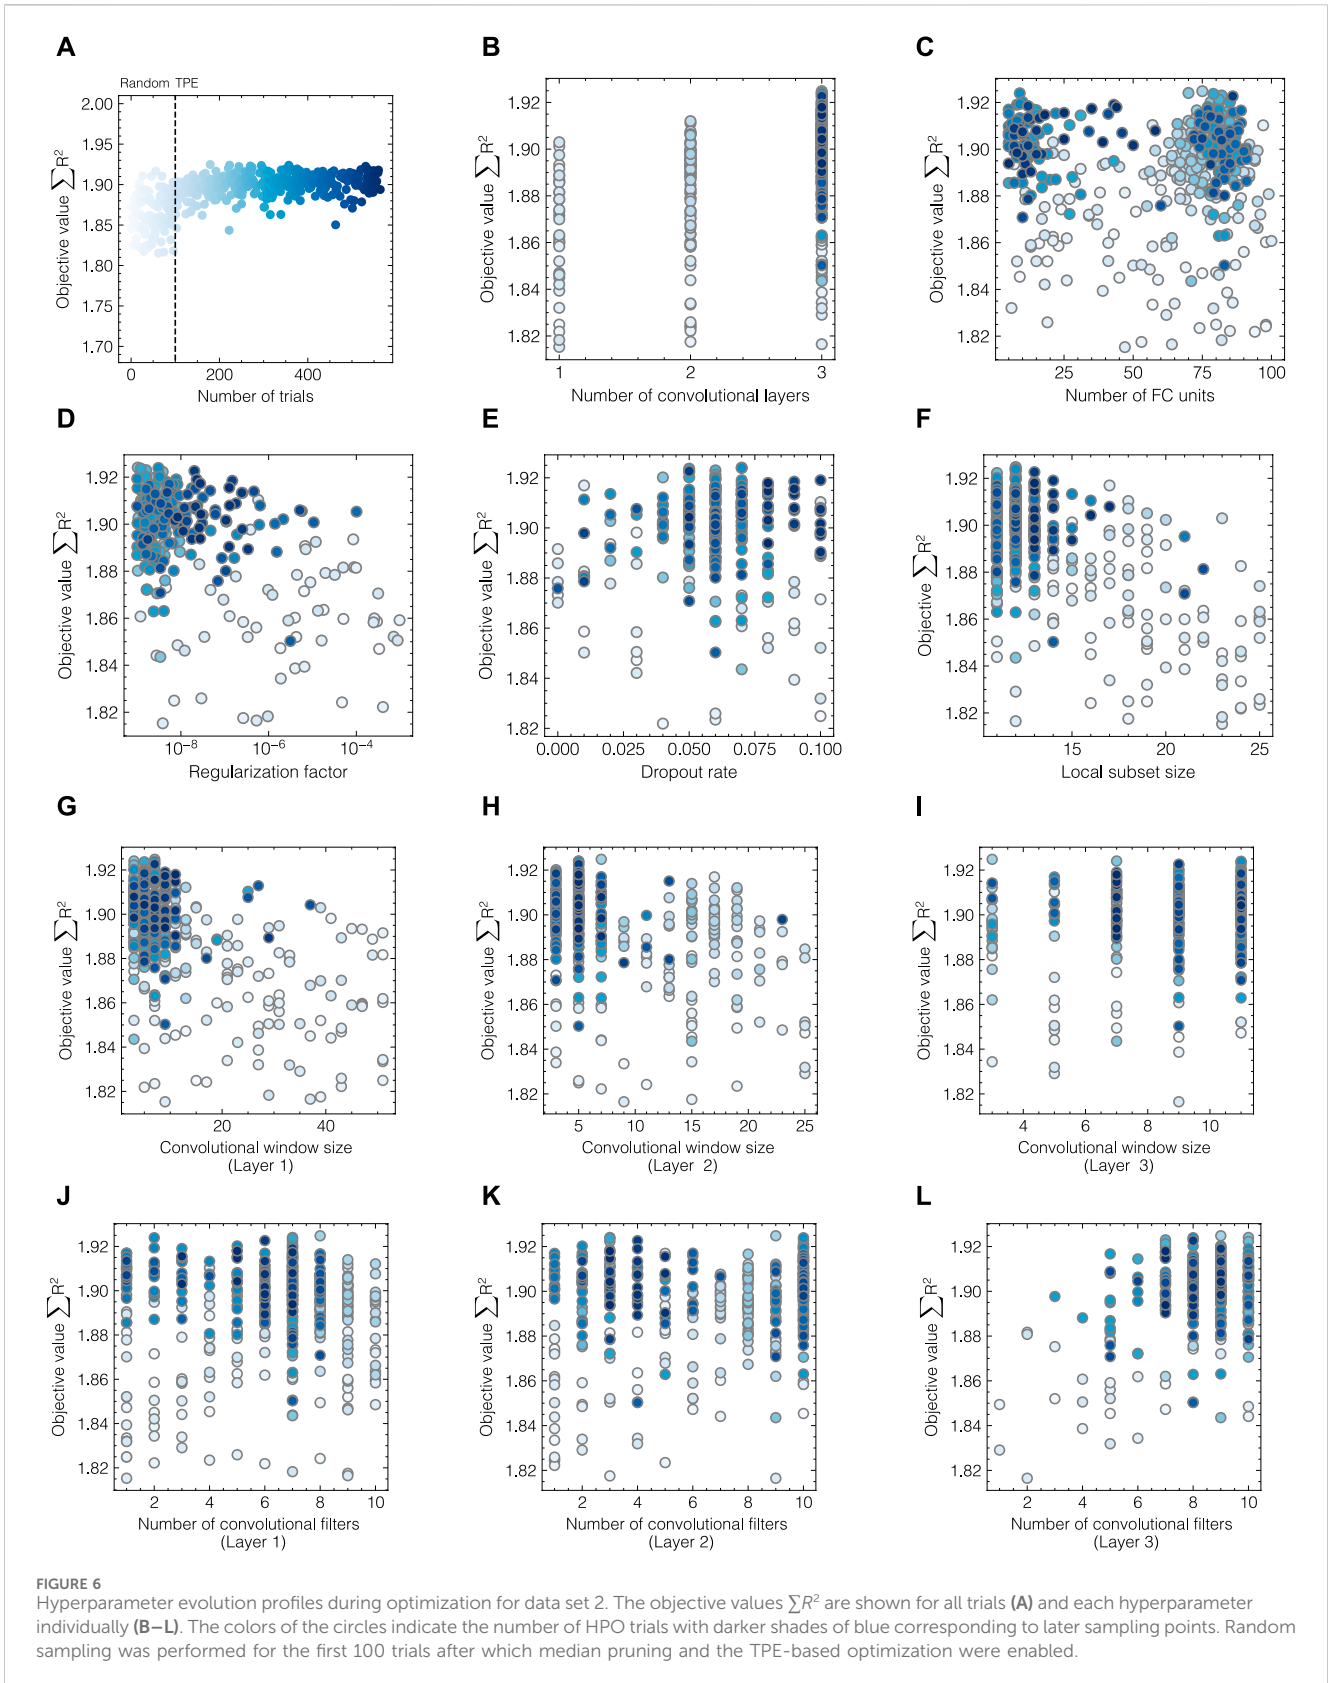 A
Random TPE
2.00
1.95
1.90
1.85
1.80
1.75
1.70
Objective value ∑R²
0 200 400
Number of trials
B
1.92
1.90
1.88
1.86
1.84
1.82
Objective value ∑R²
1 2 3
Number of convolutional layers
C
1.92
1.90
1.88
1.86
1.84
1.82
Objective value ∑R²
25 50 75 100
Number of FC units
D
1.92
1.90
1.88
1.86
1.84
1.82
Objective value ∑R²
10⁻⁸ 10⁻⁶ 10⁻⁴
Regularization factor
E
1.92
1.90
1.88
1.86
1.84
1.82
Objective value ∑R²
0.000 0.025 0.050 0.075 0.100
Dropout rate
F
1.92
1.90
1.88
1.86
1.84
1.82
Objective ∑R²
15 20 25
Local subset size
G
1.92
1.90
1.88
1.86
1.84
1.82
Objective value ∑R²
20 40
Convolutional window size
(Layer 1)
H
1.92
1.90
1.88
1.86
1.84
1.82
Objective value ∑R²
5 10 15 20 25
Convolutional window size
(Layer 2)
I
1.92
1.90
1.88
1.86
1.84
1.82
Objective value ∑R²
4 6 8 10
Convolutional window size
(Layer 3)
J
1.92
1.90
1.88
1.86
1.84
1.82
Objective value ∑R²
2 4 6 8 10
Number of convolutional filters
(Layer 1)
K
1.92
1.90
1.88
1.86
1.84
1.82
Objective value ∑R²
2 4 6 8 10
Number of convolutional filters
(Layer 2)
L
1.92
1.90
1.88
1.86
1.84
1.82
Objective value ∑R²
2 4 6 8 10
Number of convolutional filters
(Layer 3)
FIGURE 6
Hyperparameter evolution profiles during optimization for data set 2. The objective values ∑R² are shown for all trials (A) and each hyperparameter
individually (B–L). The colors of the circles indicate the number of HPO trials with darker shades of blue corresponding to later sampling points. Random
sampling was performed for the first 100 trials after which median pruning and the TPE-based optimization were enabled.